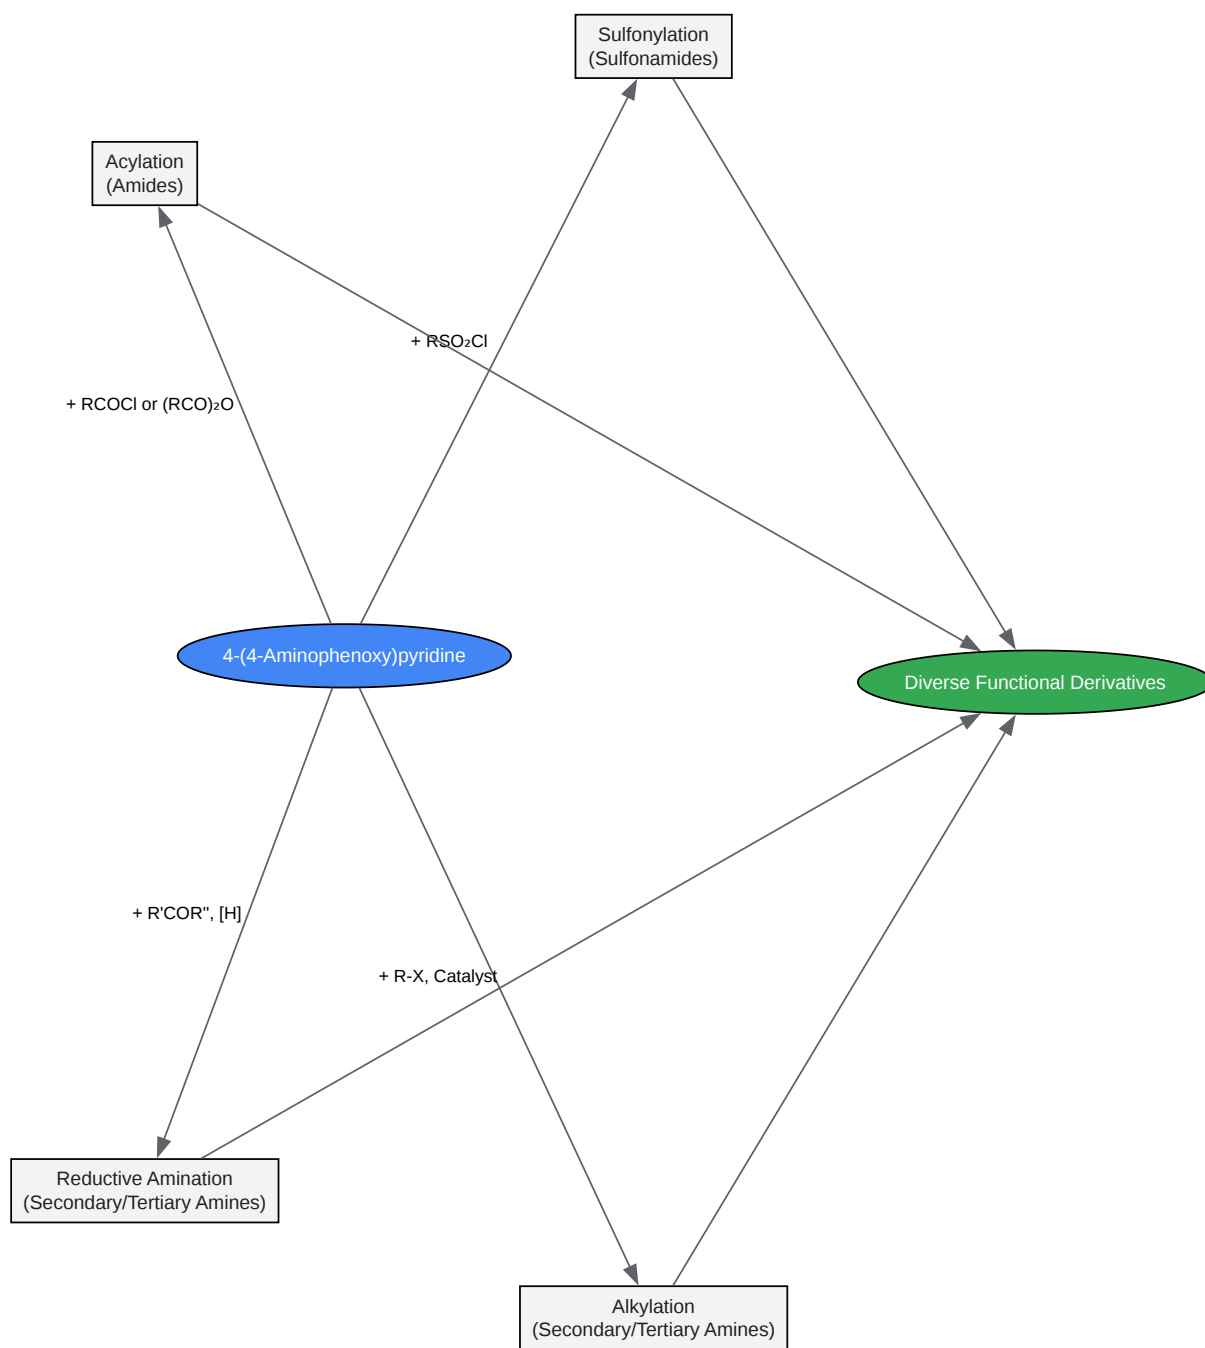 Sulfonylation
(Sulfonamides)
Acylation
(Amides)
+ RSO₂Cl
+ RCOCl or (RCO)₂O
4-(4-Aminophenoxy)pyridine
Diverse Functional Derivatives
+ R'COR", [H]
+ R-X, Catalyst
Reductive Amination
(Secondary/Tertiary Amines)
Alkylation
(Secondary/Tertiary Amines)